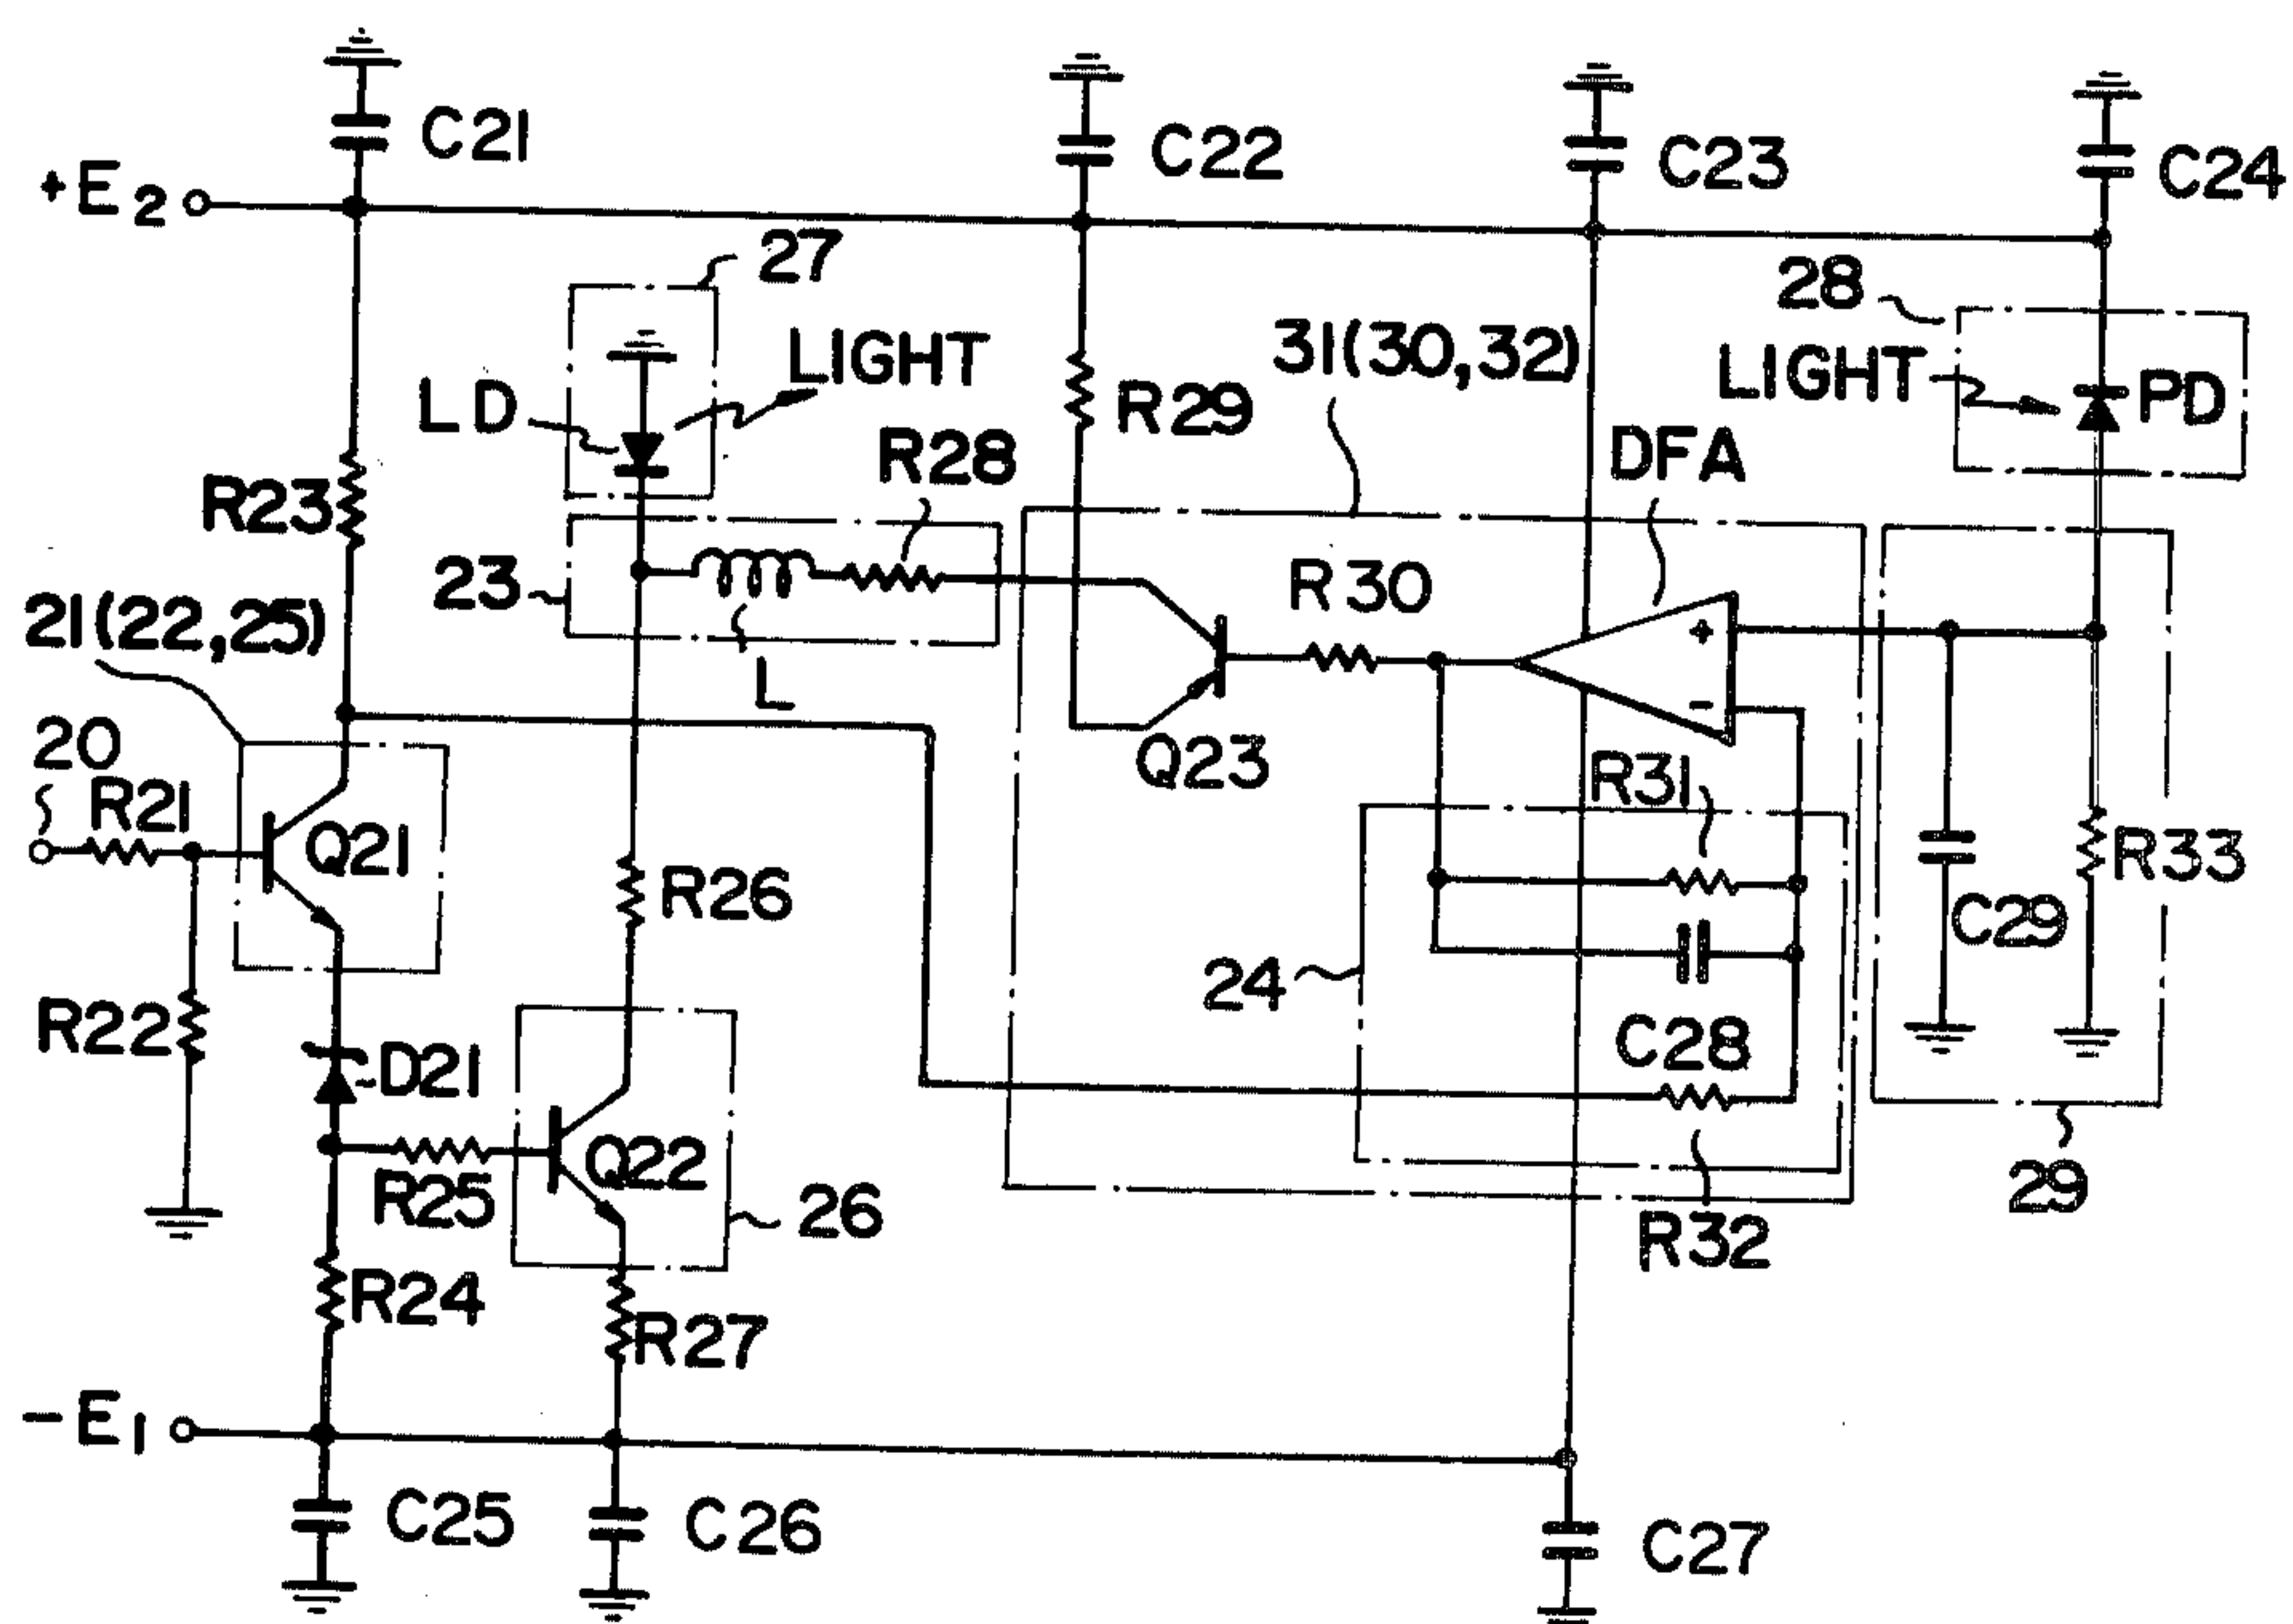 C21
C22
C23
C24
+E2
27
28
31(30,32)
LIGHT
LIGHT
PD
LD
R29
R28
DFA
R23
23
R30
+
21(22,25)
L
-
20
Q23
R31
R21
Q21
R26
R33
C29
24
R22
C28
D21
Q22
R25
26
29
R32
R24
R27
-E1
C25
C26
C27